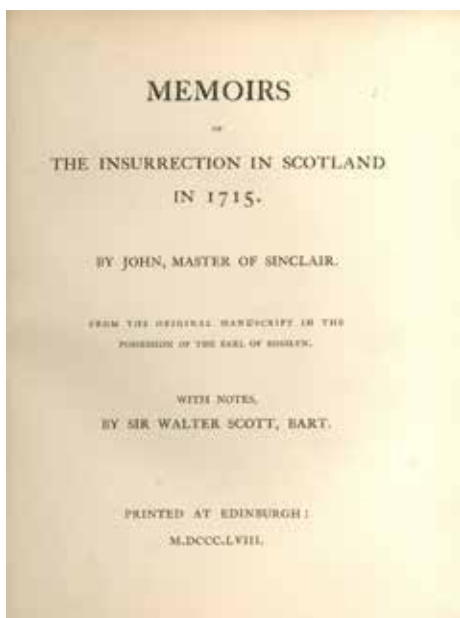 MEMOIRS
OF
THE INSURRECTION IN SCOTLAND
IN 1715.
BY JOHN, MASTER OF SINCLAIR.
FROM THE ORIGINAL MANUSCRIPT IN THE
POSSESSION OF THE EARL OF ROSSLYN.
WITH NOTES,
BY SIR WALTER SCOTT, BART.
PRINTED AT EDINBURGH:
M.DCCC.LVIII.